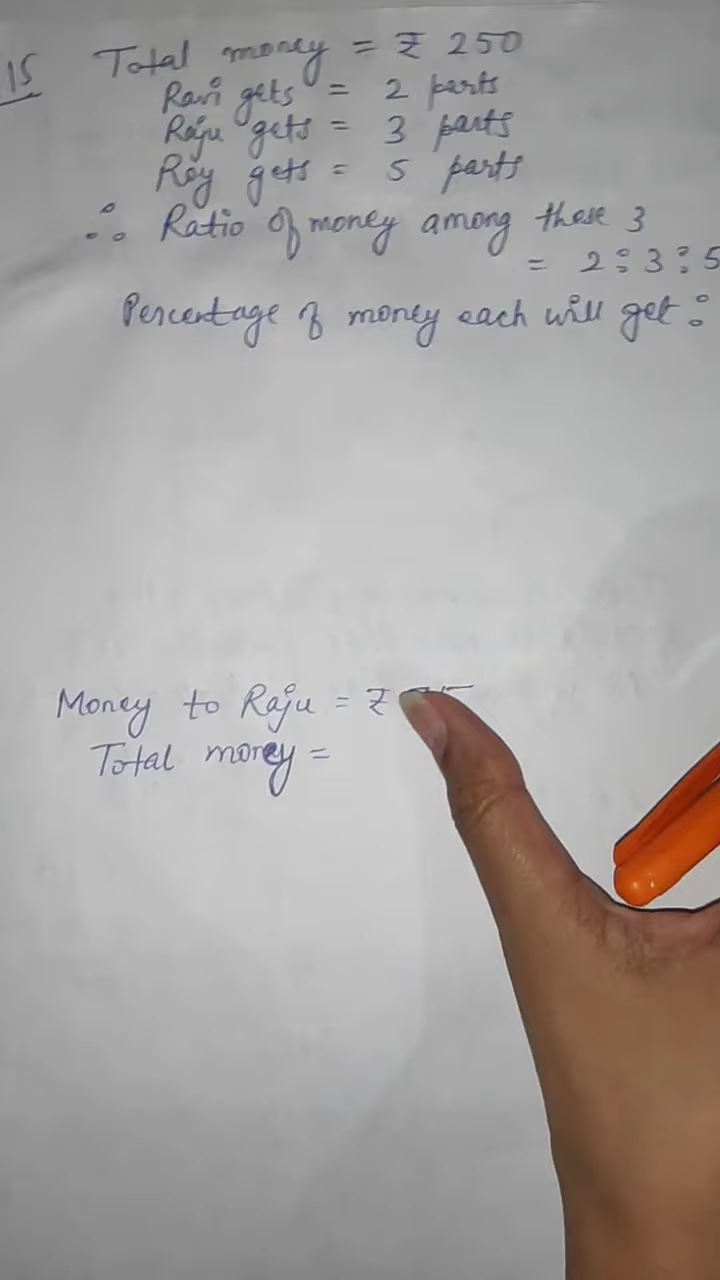 15 Total money = ₹ 250
Ravi gets = 2 parts
Raju gets = 3 parts
Roy gets = 5 parts
∴ Ratio of money among these 3
= 2:3:5
Percentage of money each will get:
Money to Raju = ₹
Total money =